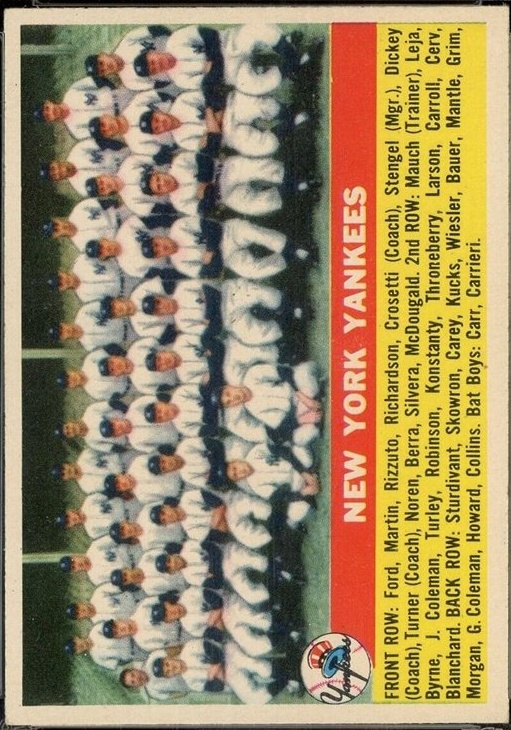 NEW YORK YANKEES
Yankees
FRONT ROW: Ford, Martin, Rizzuto, Richardson, Crosetti (Coach), Stengel (Mgr.), Dickey
(Coach), Turner (Coach), Noren, Berra, Silvera, McDougald. 2nd ROW: Mauch (Trainer), Leja,
Byrne, J. Coleman, Turley, Robinson, Konstanty, Throneberry, Larson, Carroll, Cerv,
Blanchard. BACK ROW: Sturdivant, Skowron, Carey, Kucks, Wiesler, Bauer, Mantle, Grim,
Morgan, G. Coleman, Howard, Collins. Bat Boys: Carr, Carrieri.